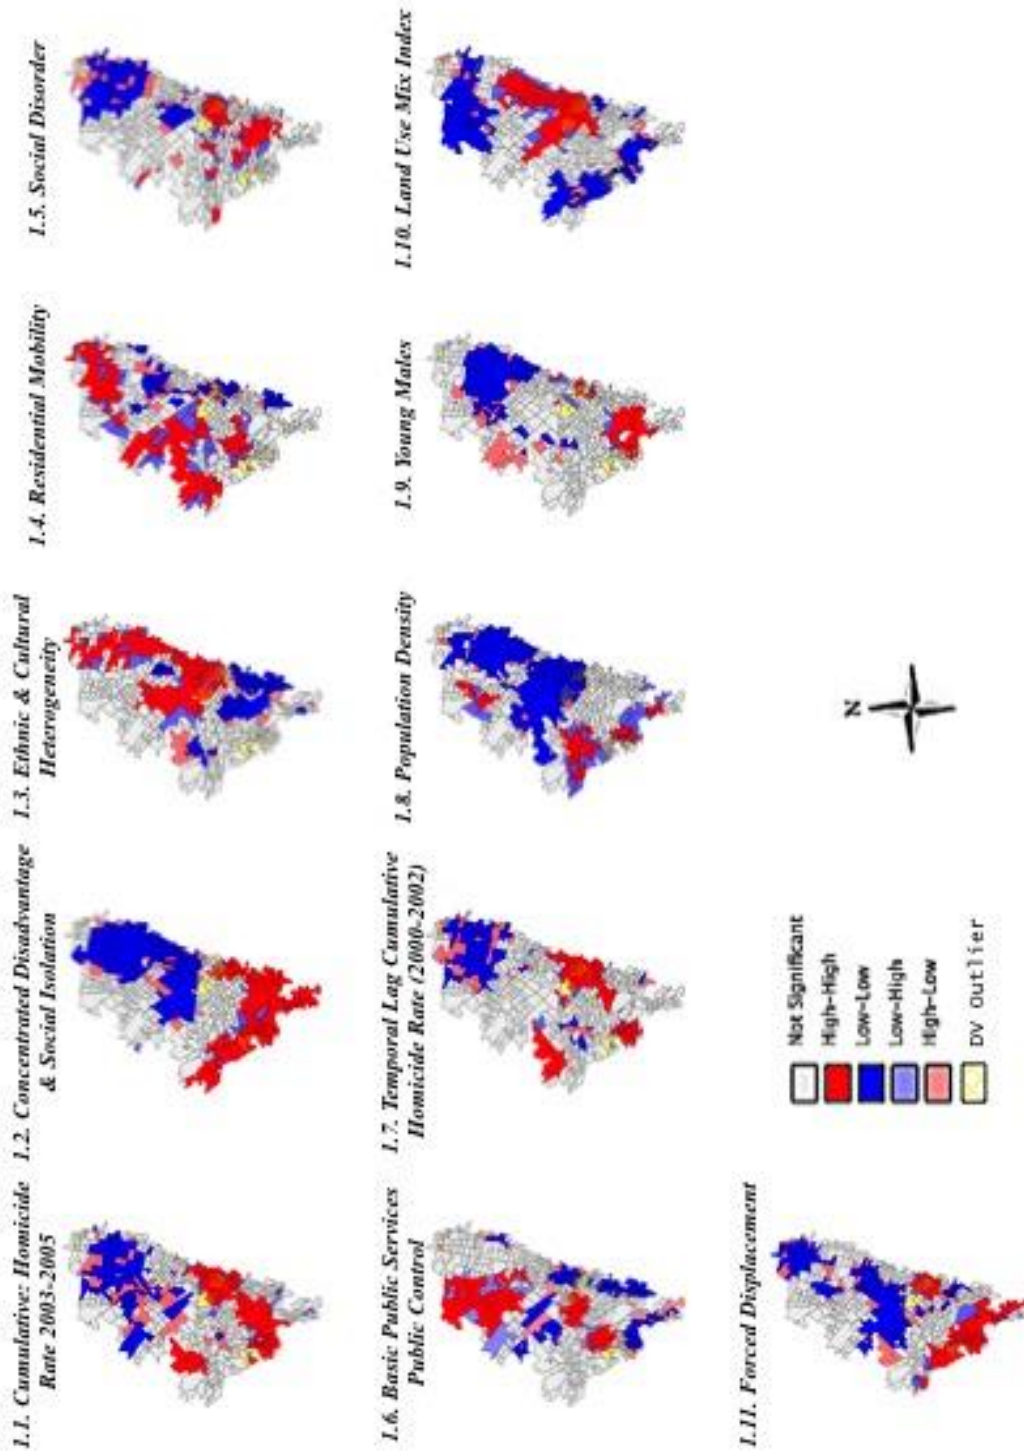 1.1. Cumulative: Homicide
Rate 2003-2005
1.2. Concentrated Disadvantage
& Social Isolation
1.3. Ethnic & Cultural
Heterogeneity
1.4. Residential Mobility
1.5. Social Disorder
1.6. Basic Public Services
Public Control
1.7. Temporal Lag Cumulative
Homicide Rate (2000-2002)
1.8. Population Density
1.9. Young Males
1.10. Land Use Mix Index
1.11. Forced Displacement
Not Significant
High-High
Low-Low
Low-High
High-Low
DV Outlier
N